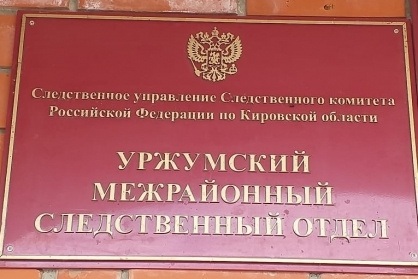 Следственное управление Следственного комитета
Российской Федерации по Кировской области
УРЖУМСКИЙ
МЕЖРАЙОННЫЙ
СЛЕДСТВЕННЫЙ ОТДЕЛ